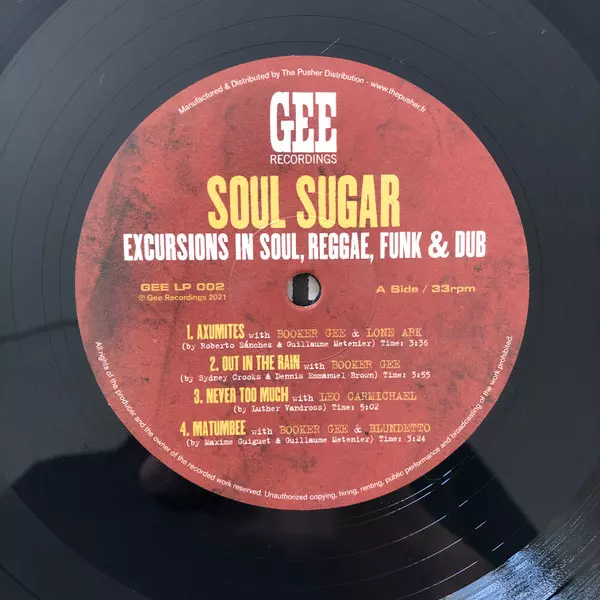 Manufactured & Distributed by The Pusher Distribution - www.thepusher.fr
GEE
RECORDINGS
SOUL SUGAR
EXCURSIONS IN SOUL, REGGAE, FUNK & DUB
GEE LP 002
A Side / 33rpm
℗ Gee Recordings 2021
1. AXUMITES with BOOKER GEE & LONE ARK
(by Roberto Sánchez & Guillaume Metenier) Time: 3:36
2. OUT IN THE RAIN with BOOKER GEE
(by Sydney Crooks & Dennis Emmanuel Brown) Time: 3:55
3. NEVER TOO MUCH with LEO CARMICHAEL
(by Luther Vandross) Time: 5:02
4. MATUMBEE with BOOKER GEE & BLUNDETTO
(by Maxime Guiguet & Guillaume Metenier) Time: 3:24
All rights of the producer and the owner of the recorded work reserved. Unauthorized copying, hiring, renting, public performance and broadcasting of the work prohibited.